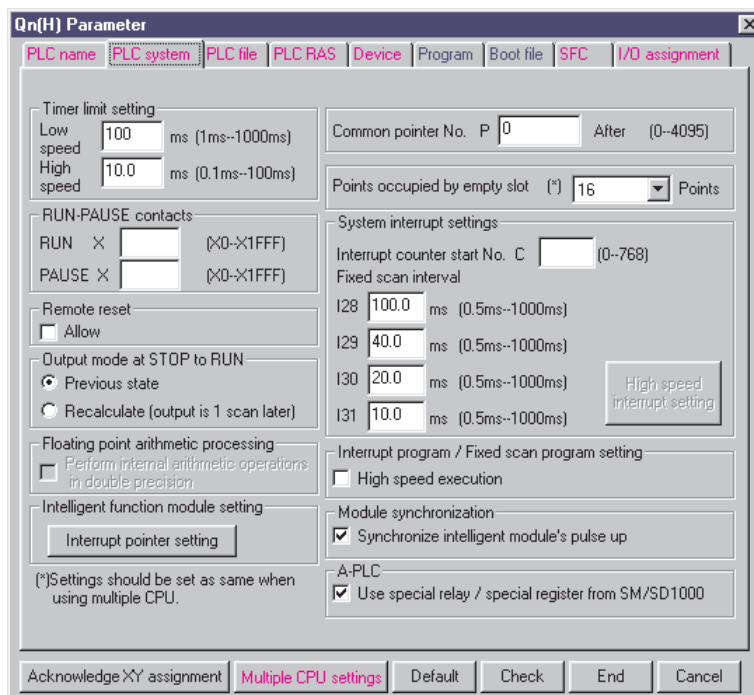 Qn(H) Parameter
PLC name PLC system PLC file PLC RAS Device Program Boot file SFC I/O assignment
Timer limit setting
Low speed 100 ms (1ms--1000ms)
High speed 10.0 ms (0.1ms--100ms)
RUN-PAUSE contacts
RUN X (X0--X1FFF)
PAUSE X (X0--X1FFF)
Remote reset
Allow
Output mode at STOP to RUN
Previous state
Recalculate (output is 1 scan later)
Floating point arithmetic processing
Perform internal arithmetic operations
in double precision
Intelligent function module setting
Interrupt pointer setting
(*)Settings should be set as same when
using multiple CPU.
Common pointer No. P 0 After (0--4095)
Points occupied by empty slot (*) 16 Points
System interrupt settings
Interrupt counter start No. C (0--768)
Fixed scan interval
I28 100.0 ms (0.5ms--1000ms)
I29 40.0 ms (0.5ms--1000ms)
I30 20.0 ms (0.5ms--1000ms)
I31 10.0 ms (0.5ms--1000ms)
High speed
interrupt setting
Interrupt program / Fixed scan program setting
High speed execution
Module synchronization
Synchronize intelligent module's pulse up
A-PLC
Use special relay / special register from SM/SD1000
Acknowledge XY assignment Multiple CPU settings Default Check End Cancel